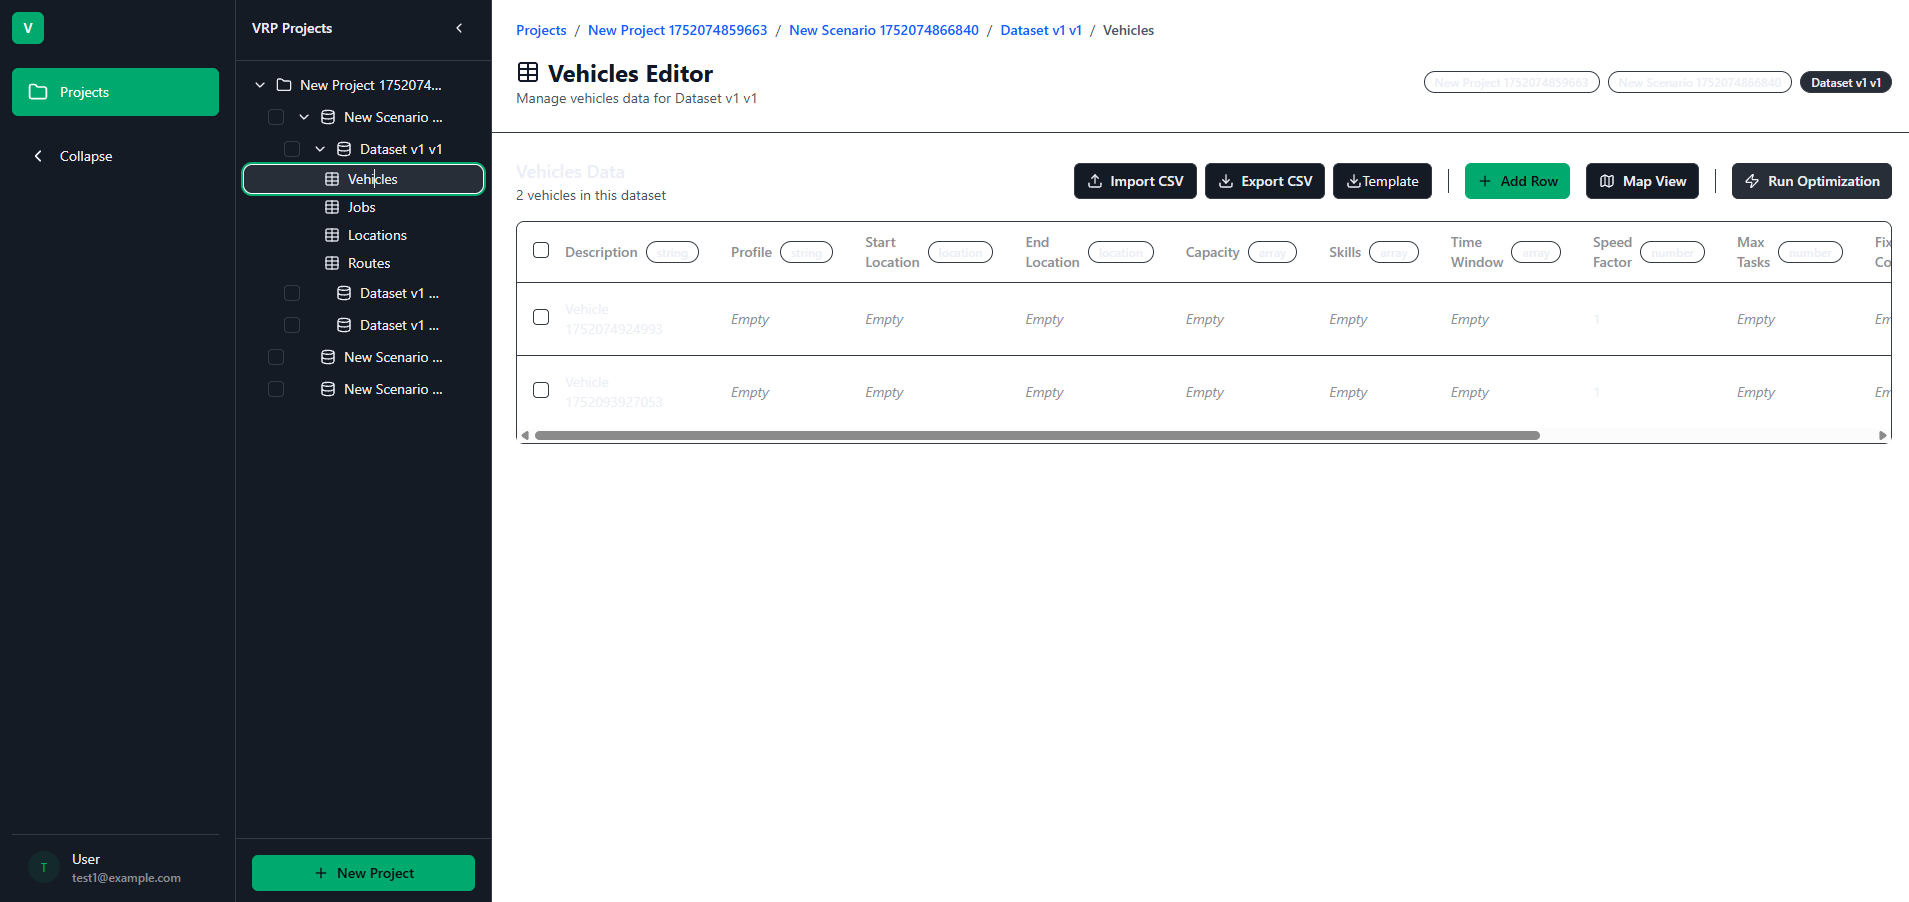 V
Projects
Collapse
User
T
test1@example.com
VRP Projects
New Project 1752074...
New Scenario ...
Dataset v1 v1
Vehicles
Jobs
Locations
Routes
Dataset v1 ...
Dataset v1 ...
New Scenario ...
New Scenario ...
+ New Project
Projects / New Project 1752074859663 / New Scenario 1752074866840 / Dataset v1 v1 / Vehicles
Vehicles Editor
Manage vehicles data for Dataset v1 v1
New Project 1752074859663 New Scenario 1752074866840 Dataset v1 v1
Vehicles Data
2 vehicles in this dataset
Import CSV Export CSV Template + Add Row Map View Run Optimization
Description string Profile string Start Location location End Location location Capacity array Skills array Time Window array Speed Factor number Max Tasks number Fix Co
Vehicle 1752074924993 Empty Empty Empty Empty Empty Empty 1 Empty Em
Vehicle 1752093927053 Empty Empty Empty Empty Empty Empty 1 Empty Em